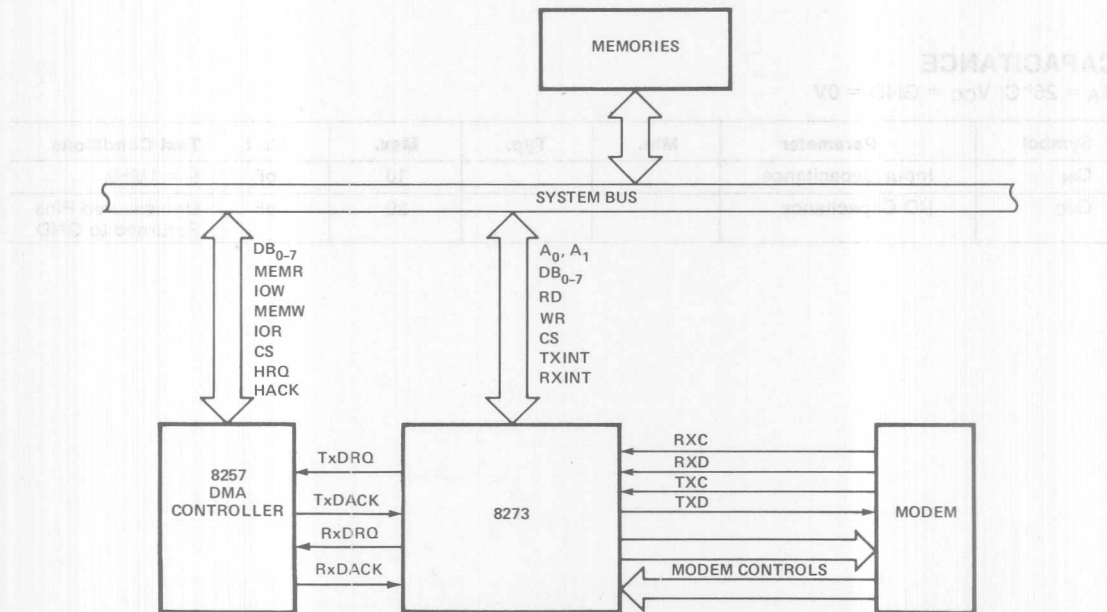 MEMORIES
SYSTEM BUS
DB0–7
MEMR
IOW
MEMW
IOR
CS
HRQ
HACK
A0, A1
DB0–7
RD
WR
CS
TXINT
RXINT
8257
DMA
CONTROLLER
TxDRQ
TxDACK
RxDRQ
RxDACK
8273
RXC
RXD
TXC
TXD
MODEM CONTROLS
MODEM